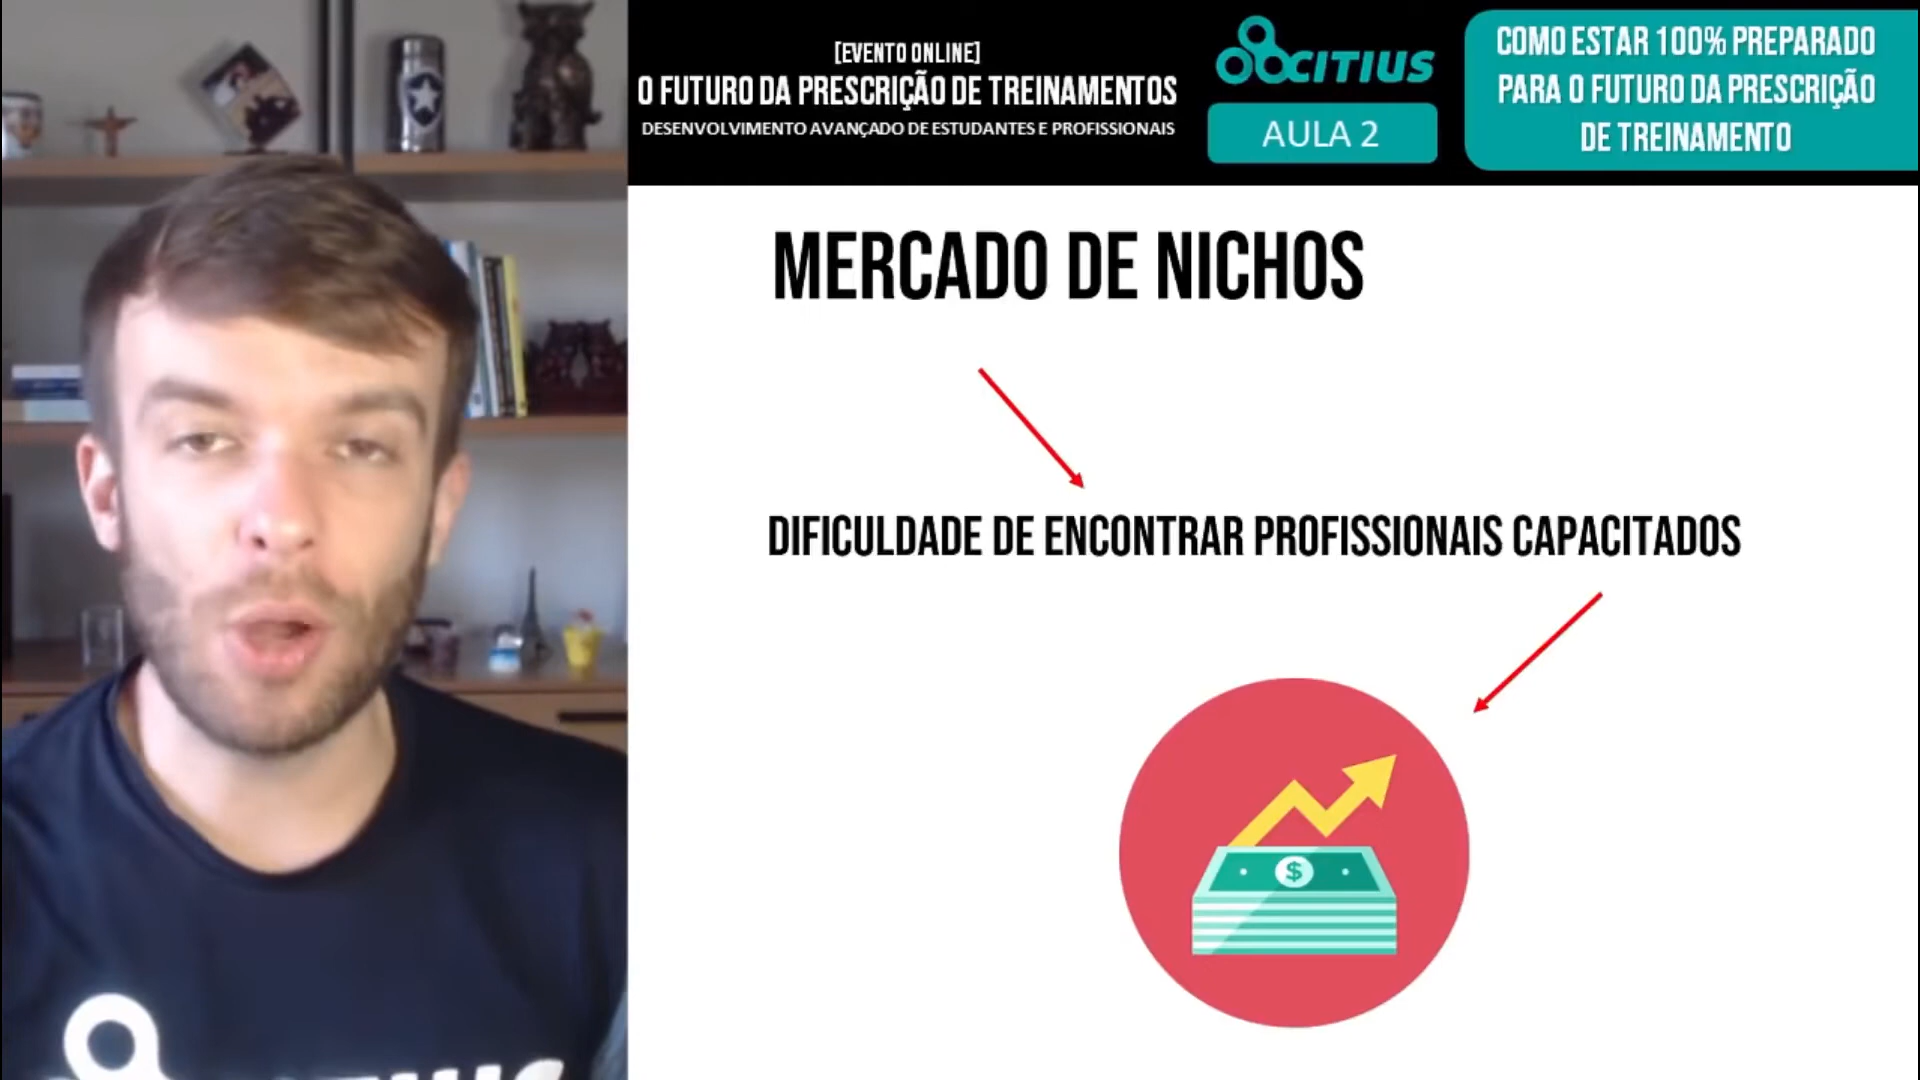 [EVENTO ONLINE]
O FUTURO DA PRESCRIÇÃO DE TREINAMENTOS
DESENVOLVIMENTO AVANÇADO DE ESTUDANTES E PROFISSIONAIS
CITIUS
AULA 2
COMO ESTAR 100% PREPARADO
PARA O FUTURO DA PRESCRIÇÃO
DE TREINAMENTO
MERCADO DE NICHOS
DIFICULDADE DE ENCONTRAR PROFISSIONAIS CAPACITADOS
$